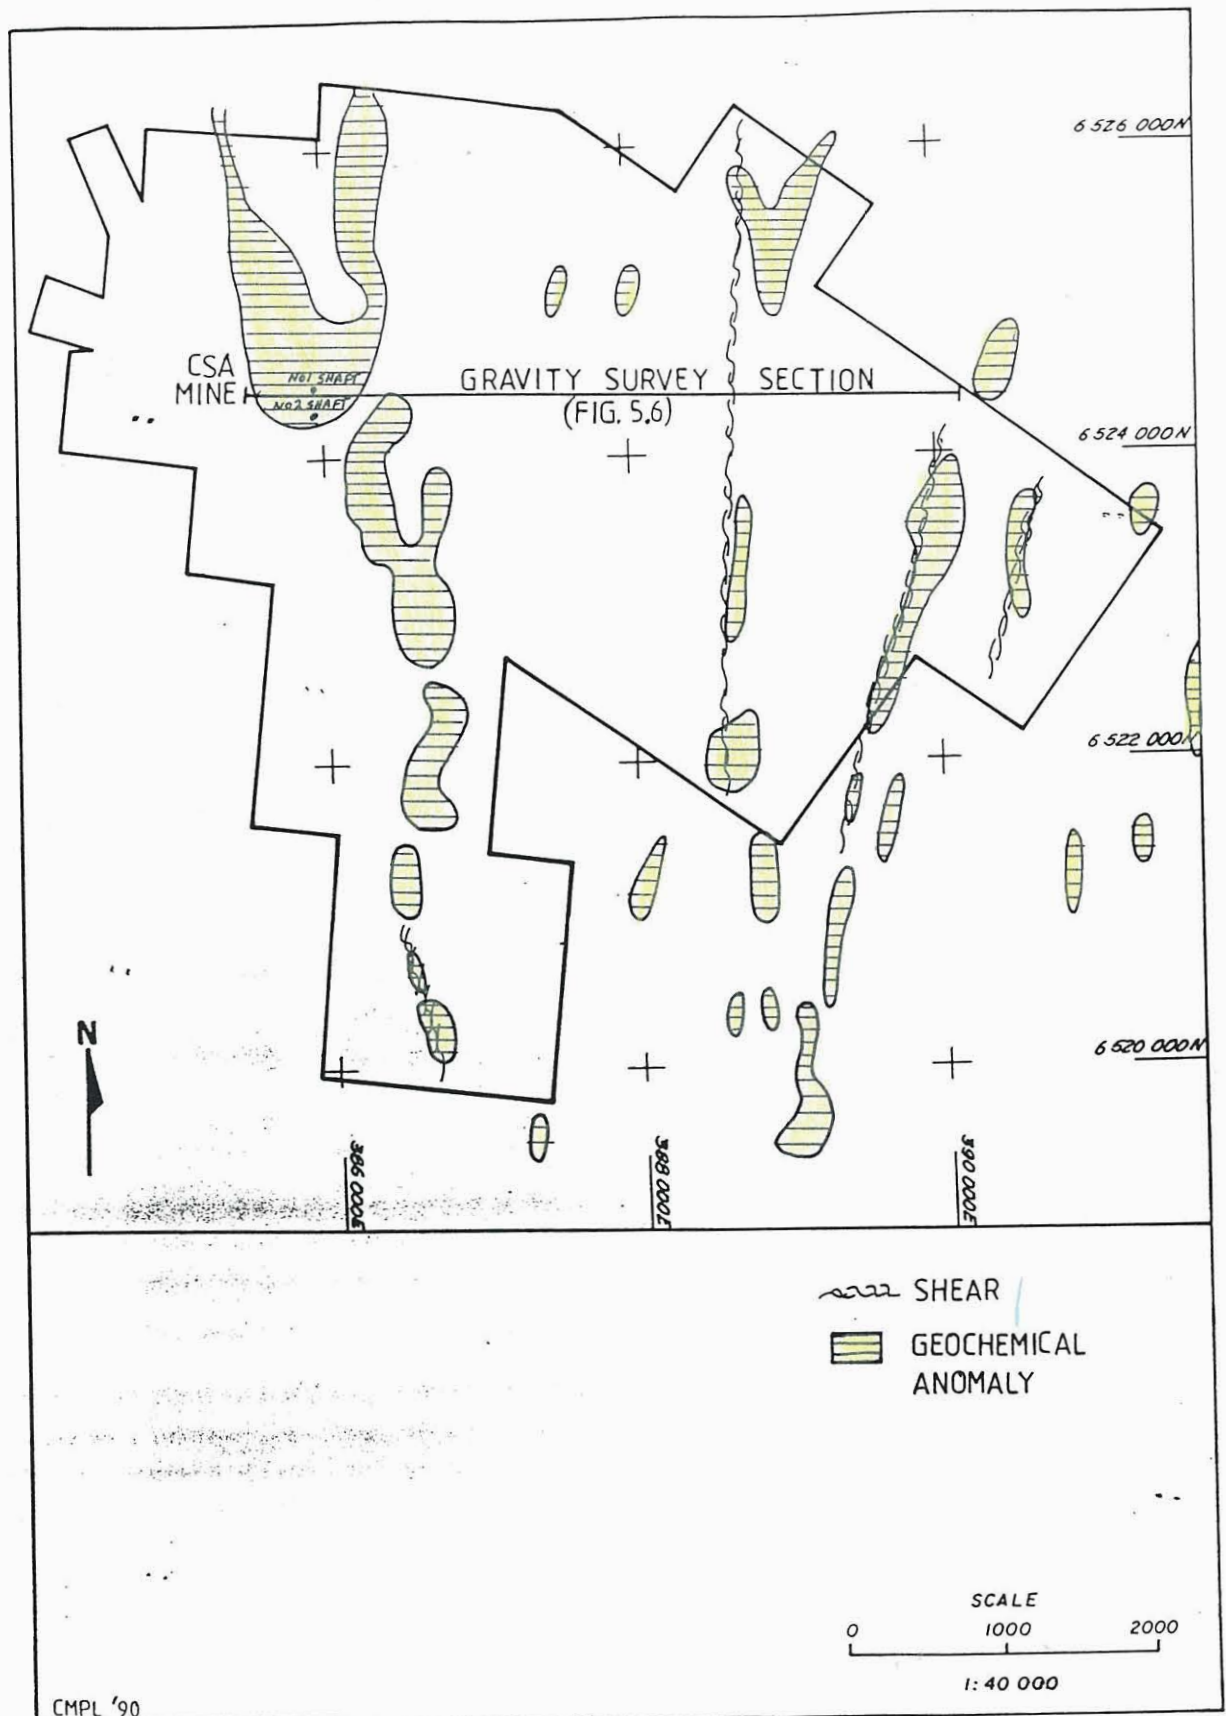 6 526 000N
CSA
MINE
NO1 SHAFT
NO2 SHAFT
GRAVITY SURVEY SECTION
(FIG. 5.6)
6 524 000N
6 522 000N
N
6 520 000N
386 000E
388 000E
390 000E
SHEAR
GEOCHEMICAL
ANOMALY
SCALE
0 1000 2000
1: 40 000
CMPL '90